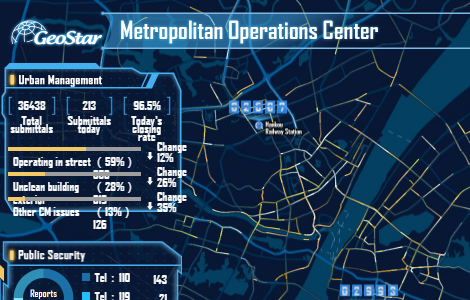 GeoStar
Metropolitan Operations Center
Urban Management
36438 213 96.5%
Total submittals
Submittals today
Today's closing rate
Change
12%
Operating in street ( 59% )
Change
26%
Unclean building ( 28% )
exterior
Change
35%
Other CM issues ( 13% )
126
Hankou
Railway Station
Public Security
Reports
Tel : 110 143
Tel : 119 71